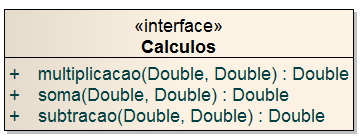 «interface»
Calculos
+ multiplicacao(Double, Double) : Double
+ soma(Double, Double) : Double
+ subtracao(Double, Double) : Double